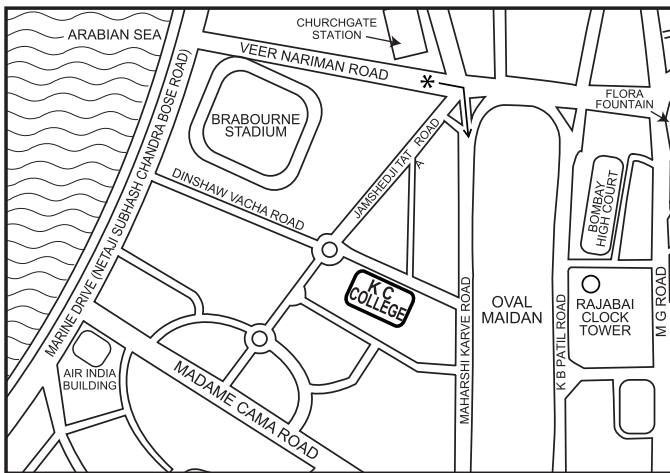 ARABIAN SEA
CHURCHGATE
STATION
VEER NARIMAN ROAD
*
FLORA
FOUNTAIN
BRABOURNE
STADIUM
MARINE DRIVE (NETAJI SUBHASH CHANDRA BOSE ROAD)
JAMSHEDJI TAT ROAD
A
DINSHAW VACHA ROAD
BOMBAY
HIGH COURT
K C
COLLEGE
OVAL
MAIDAN
RAJABAI
CLOCK
TOWER
MAHARSHI KARVE ROAD
K B PATIL ROAD
M G ROAD
AIR INDIA
BUILDING
MADAME CAMA ROAD